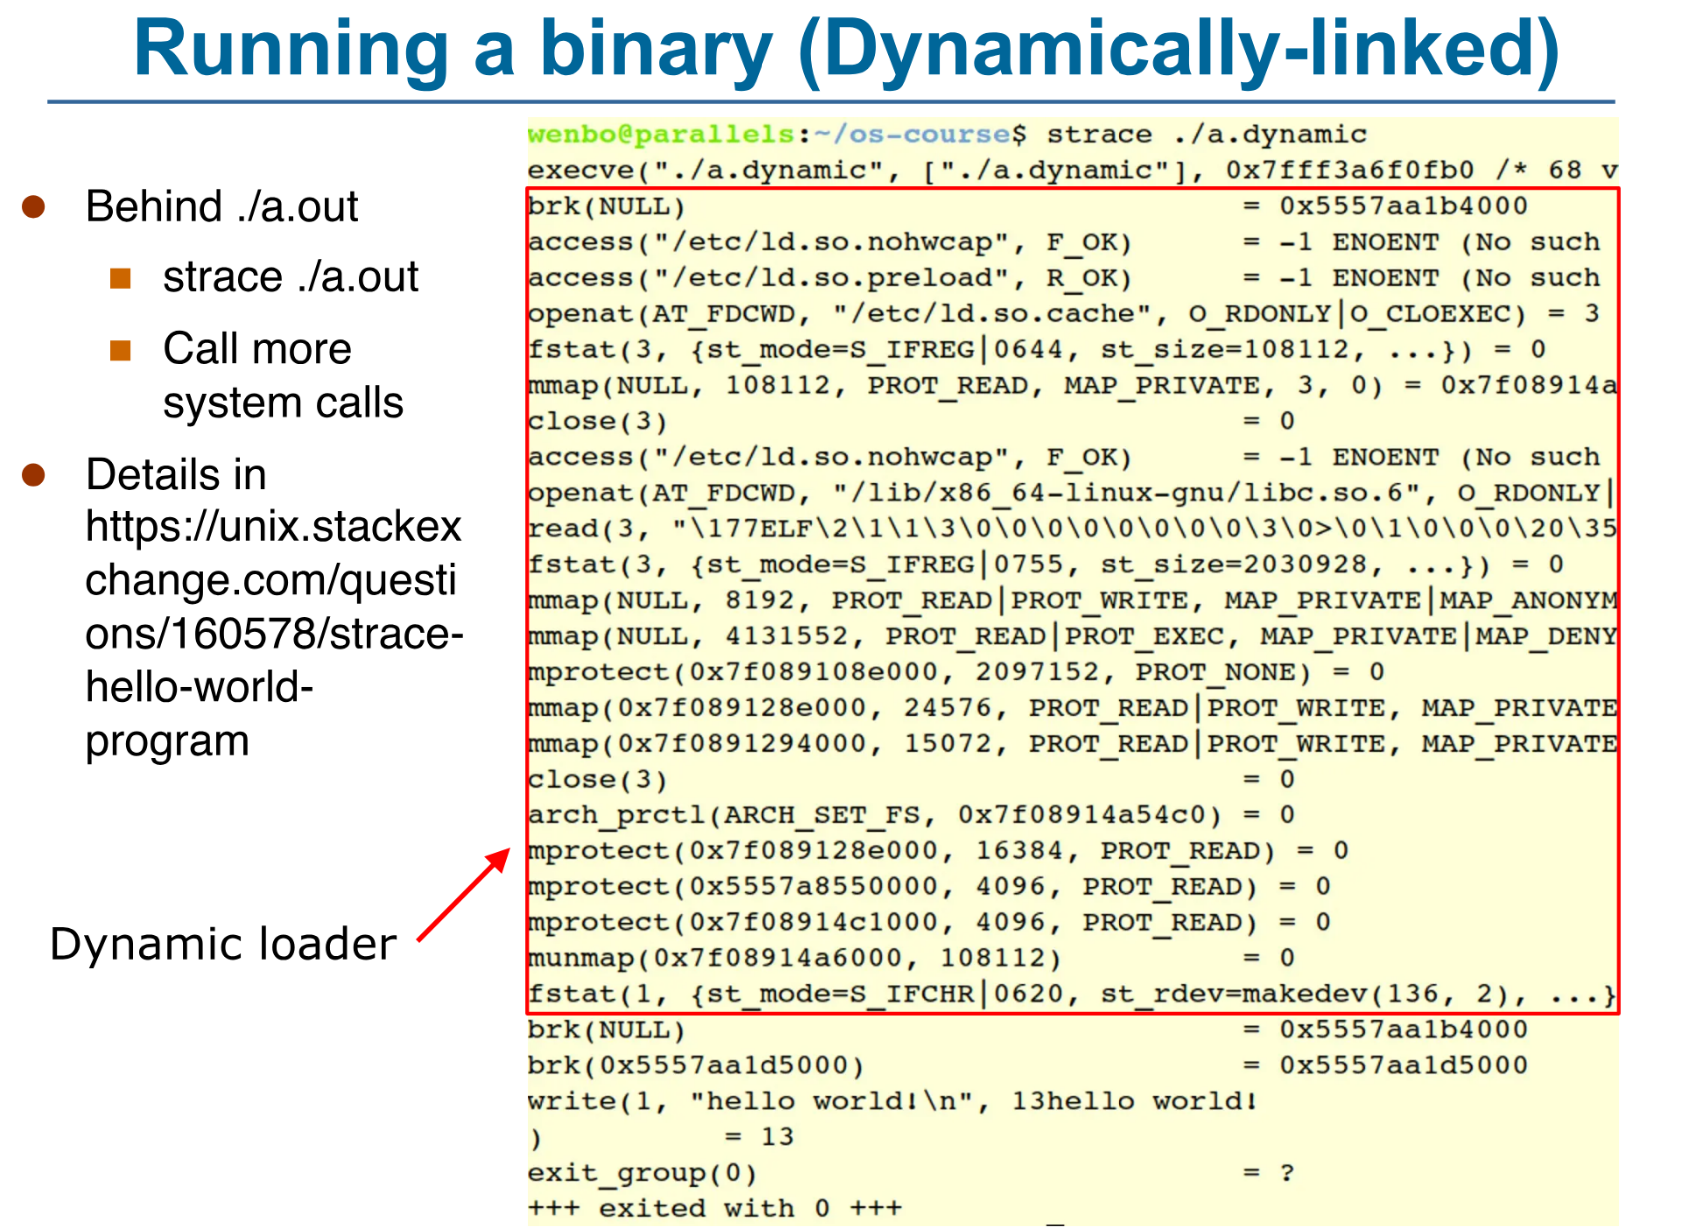 Running a binary (Dynamically-linked)
Behind ./a.out
strace ./a.out
Call more
system calls
Details in
https://unix.stackex
change.com/questi
ons/160578/strace-
hello-world-
program
Dynamic loader
wenbo@parallels:~/os-course$ strace ./a.dynamic
execve("./a.dynamic", ["./a.dynamic"], 0x7fff3a6f0fb0 /* 68 v
brk(NULL) = 0x5557aa1b4000
access("/etc/ld.so.nohwcap", F_OK) = -1 ENOENT (No such
access("/etc/ld.so.preload", R_OK) = -1 ENOENT (No such
openat(AT_FDCWD, "/etc/ld.so.cache", O_RDONLY|O_CLOEXEC) = 3
fstat(3, {st_mode=S_IFREG|0644, st_size=108112, ...}) = 0
mmap(NULL, 108112, PROT_READ, MAP_PRIVATE, 3, 0) = 0x7f08914a
close(3) = 0
access("/etc/ld.so.nohwcap", F_OK) = -1 ENOENT (No such
openat(AT_FDCWD, "/lib/x86_64-linux-gnu/libc.so.6", O_RDONLY|
read(3, "\177ELF\2\1\1\3\0\0\0\0\0\0\0\0\3\0>\0\1\0\0\0\20\35
fstat(3, {st_mode=S_IFREG|0755, st_size=2030928, ...}) = 0
mmap(NULL, 8192, PROT_READ|PROT_WRITE, MAP_PRIVATE|MAP_ANONYM
mmap(NULL, 4131552, PROT_READ|PROT_EXEC, MAP_PRIVATE|MAP_DENY
mprotect(0x7f089108e000, 2097152, PROT_NONE) = 0
mmap(0x7f089128e000, 24576, PROT_READ|PROT_WRITE, MAP_PRIVATE
mmap(0x7f0891294000, 15072, PROT_READ|PROT_WRITE, MAP_PRIVATE
close(3) = 0
arch_prctl(ARCH_SET_FS, 0x7f08914a54c0) = 0
mprotect(0x7f089128e000, 16384, PROT_READ) = 0
mprotect(0x5557a8550000, 4096, PROT_READ) = 0
mprotect(0x7f08914c1000, 4096, PROT_READ) = 0
munmap(0x7f08914a6000, 108112) = 0
fstat(1, {st_mode=S_IFCHR|0620, st_rdev=makedev(136, 2), ...}
brk(NULL) = 0x5557aa1b4000
brk(0x5557aa1d5000) = 0x5557aa1d5000
write(1, "hello world!\n", 13hello world!
) = 13
exit_group(0) = ?
+++ exited with 0 +++